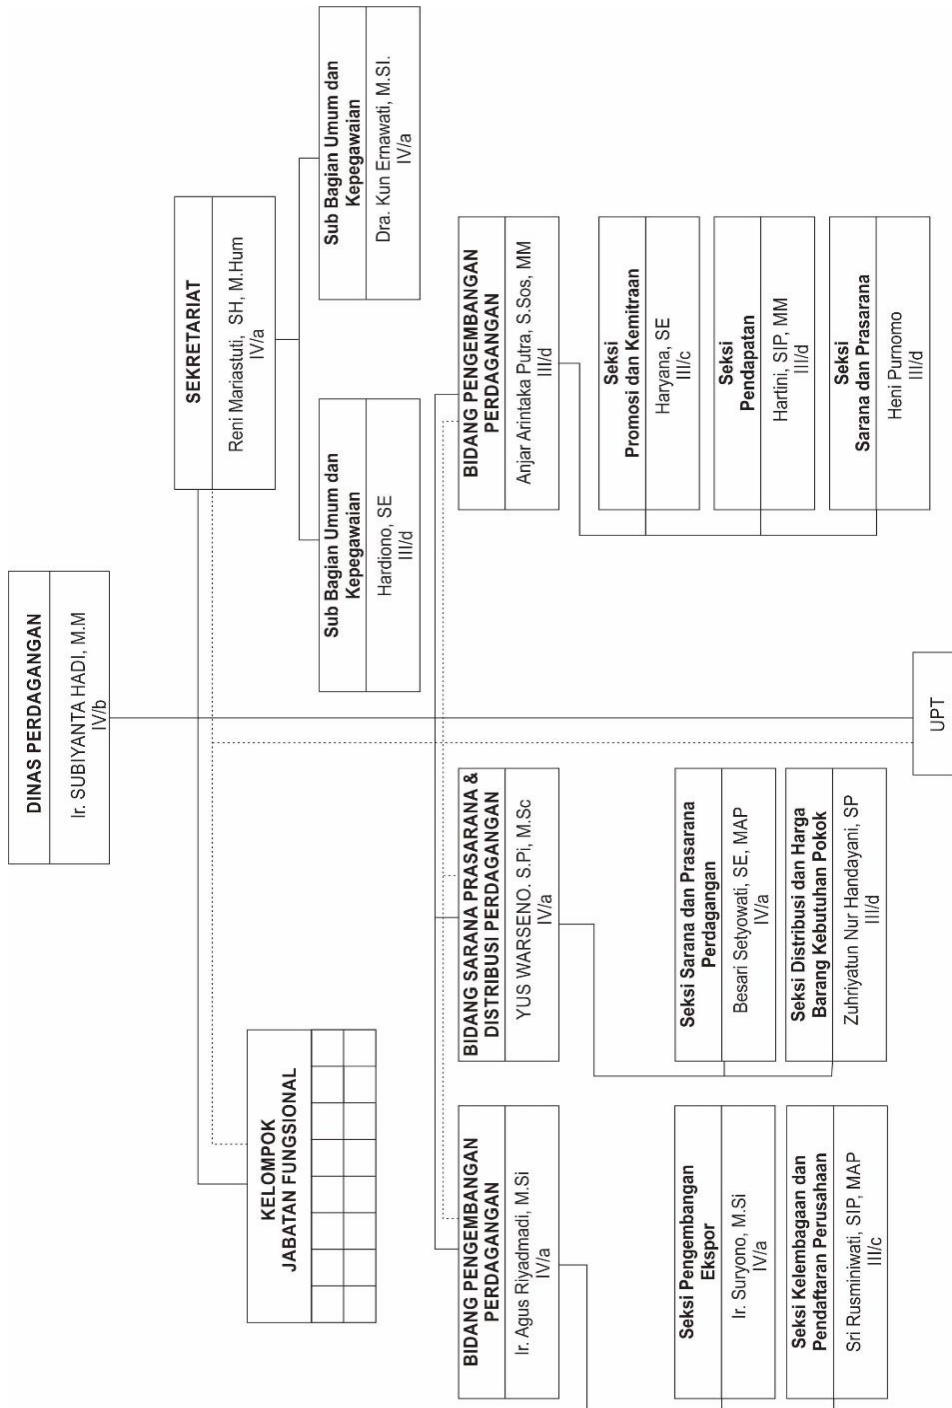 DINAS PERDAGANGAN
Ir. SUBIYANTA HADI, M.M
IV/b
KELOMPOK
JABATAN FUNGSIONAL
SEKRETARIAT
Reni Mariastuti, SH, M.Hum
IV/a
Sub Bagian Umum dan
Kepegawaian
Hardiono, SE
III/d
Sub Bagian Umum dan
Kepegawaian
Dra. Kun Ernawati, M.SI.
IV/a
BIDANG PENGEMBANGAN
PERDAGANGAN
Ir. Agus Riyadmadi, M.Si
IV/a
Seksi Pengembangan
Ekspor
Ir. Suryono, M.Si
IV/a
Seksi Kelembagaan dan
Pendaftaran Perusahaan
Sri Rusminiwati, SIP, MAP
III/c
BIDANG SARANA PRASARANA &
DISTRIBUSI PERDAGANGAN
YUS WARSENO. S.Pi, M.Sc
IV/a
Seksi Sarana dan Prasarana
Perdagangan
Besari Setyowati, SE, MAP
IV/a
Seksi Distribusi dan Harga
Barang Kebutuhan Pokok
Zuhriyatun Nur Handayani, SP
III/d
BIDANG PENGEMBANGAN
PERDAGANGAN
Anjar Arintaka Putra, S.Sos, MM
III/d
Seksi
Promosi dan Kemitraan
Haryana, SE
III/c
Seksi
Pendapatan
Hartini, SIP, MM
III/d
Seksi
Sarana dan Prasarana
Heni Purnomo
UPT